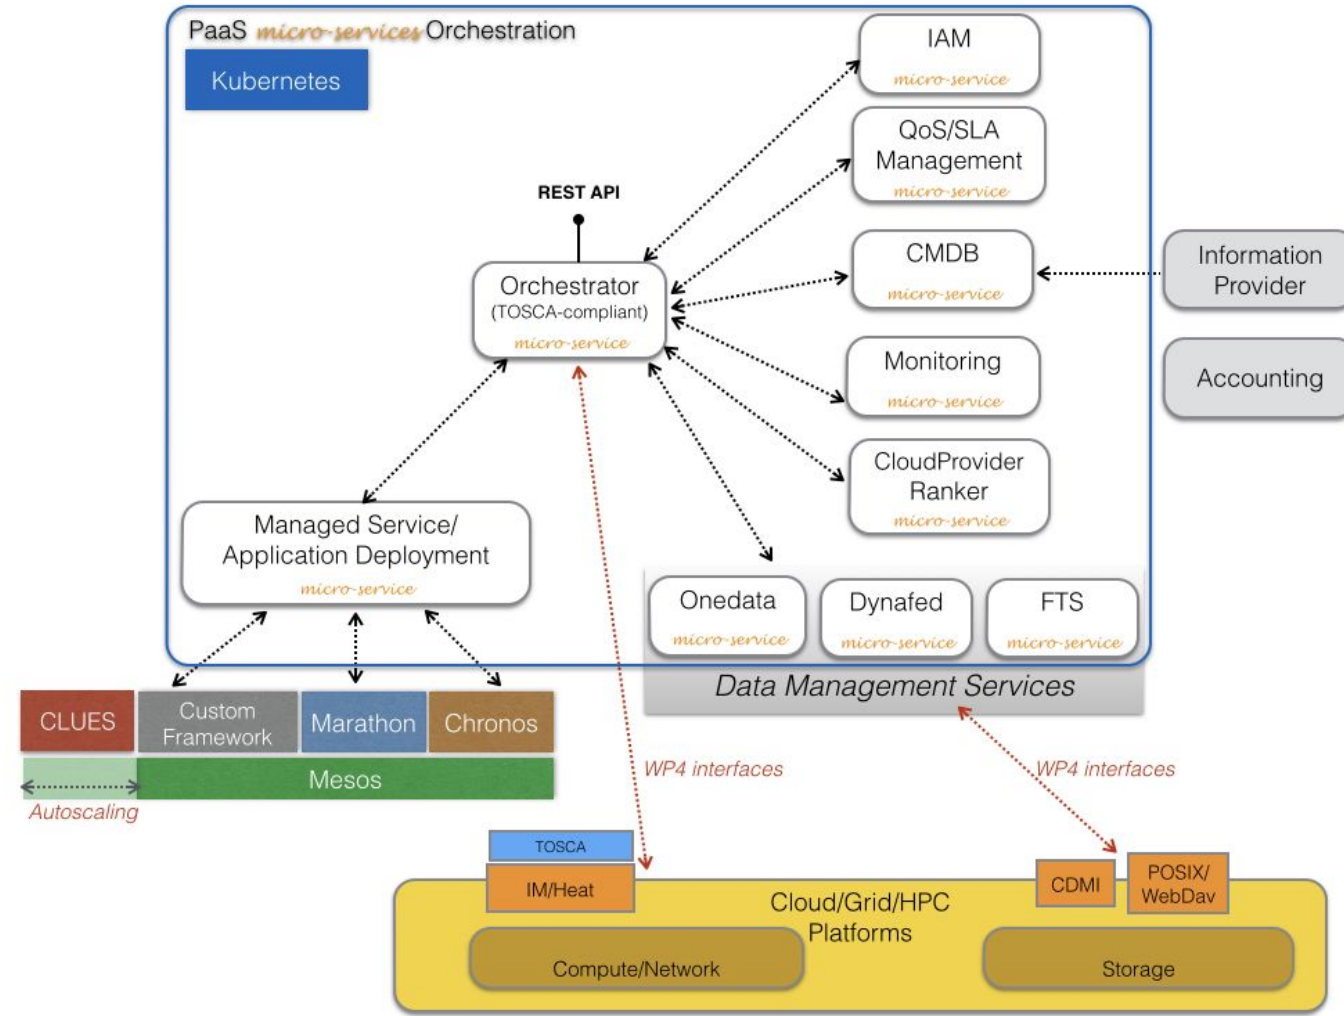 PaaS micro-services Orchestration
Kubernetes
IAM
micro-service
QoS/SLA
Management
micro-service
REST API
CMDB
micro-service
Information
Provider
Orchestrator
(TOSCA-compliant)
micro-service
Monitoring
micro-service
Accounting
CloudProvider
Ranker
micro-service
Managed Service/
Application Deployment
micro-service
Onedata
micro-service
Dynafed
micro-service
FTS
micro-service
Data Management Services
CLUES
Custom
Framework
Marathon
Chronos
Mesos
Autoscaling
WP4 interfaces
WP4 interfaces
TOSCA
IM/Heat
Cloud/Grid/HPC
Platforms
CDMI
POSIX/
WebDav
Compute/Network
Storage